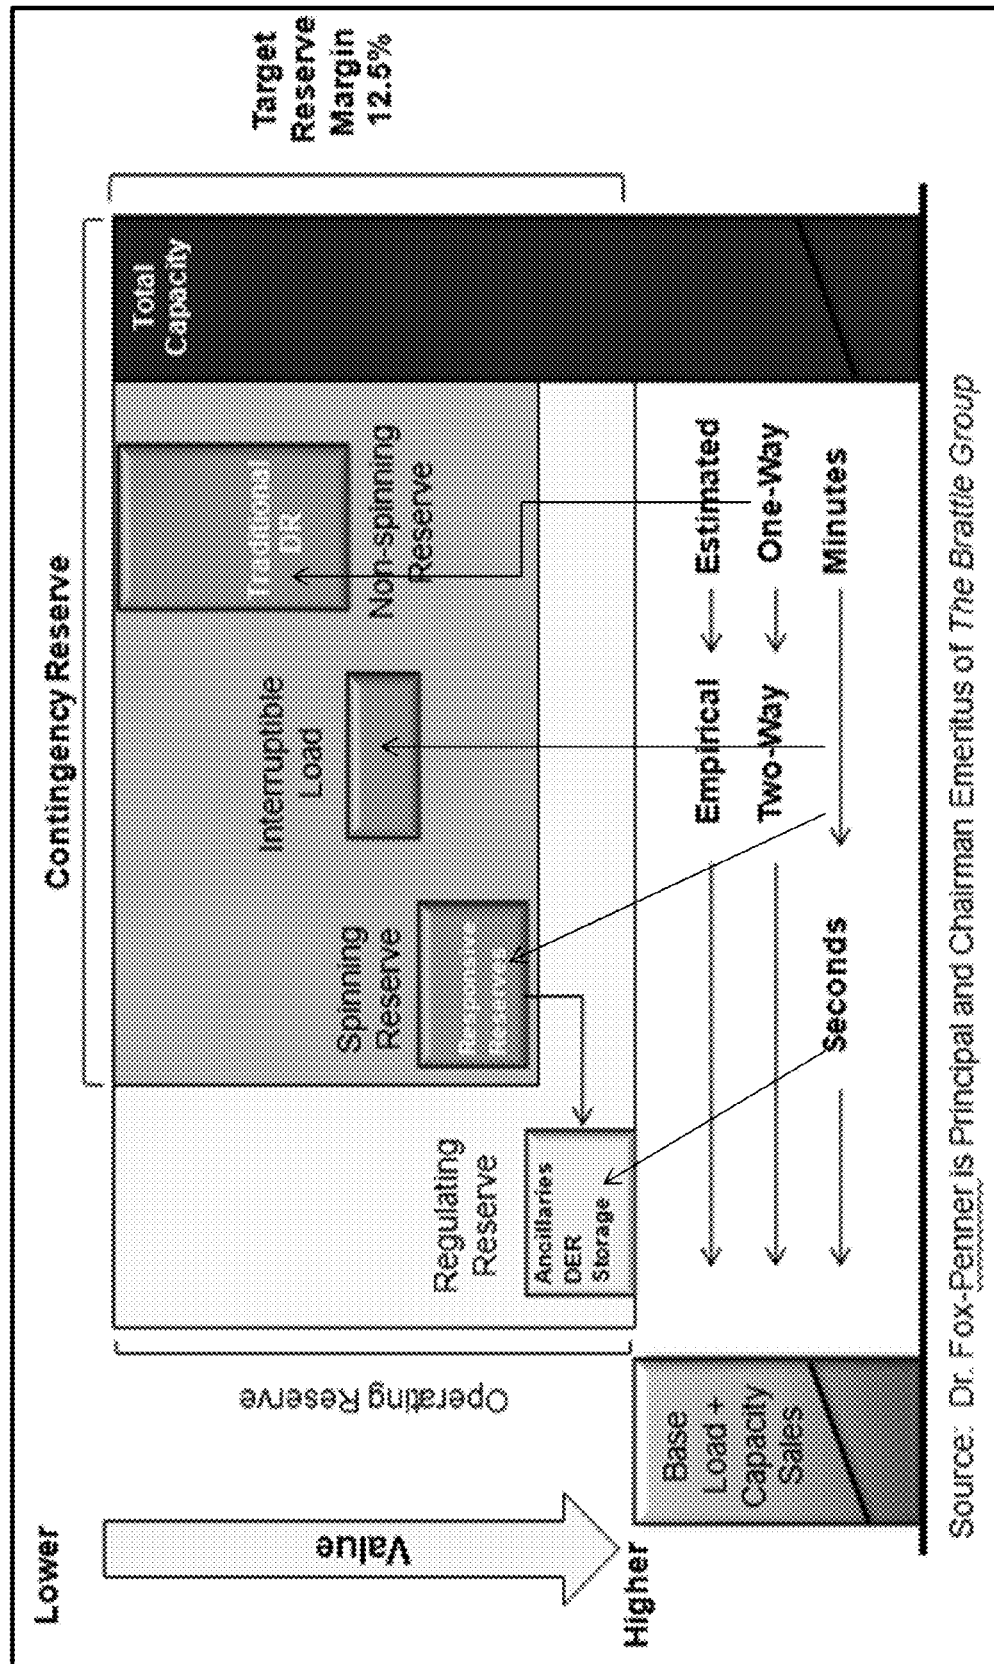 Lower
Contingency Reserve
Target
Reserve
Margin
12.5%
Value
Higher
Operating Reserve
Base
Load +
Capacity
Sales
Regulating
Reserve
Ancillaries
DER
Storage
Spinning
Reserve
Interruptible
Load
Traditional
DR
Non-spinning
Reserve
Total
Capacity
Empirical
Estimated
Two-Way
One-Way
Seconds
Minutes
Source: Dr. Fox-Penner is Principal and Chairman Emeritus of The Brattle Group